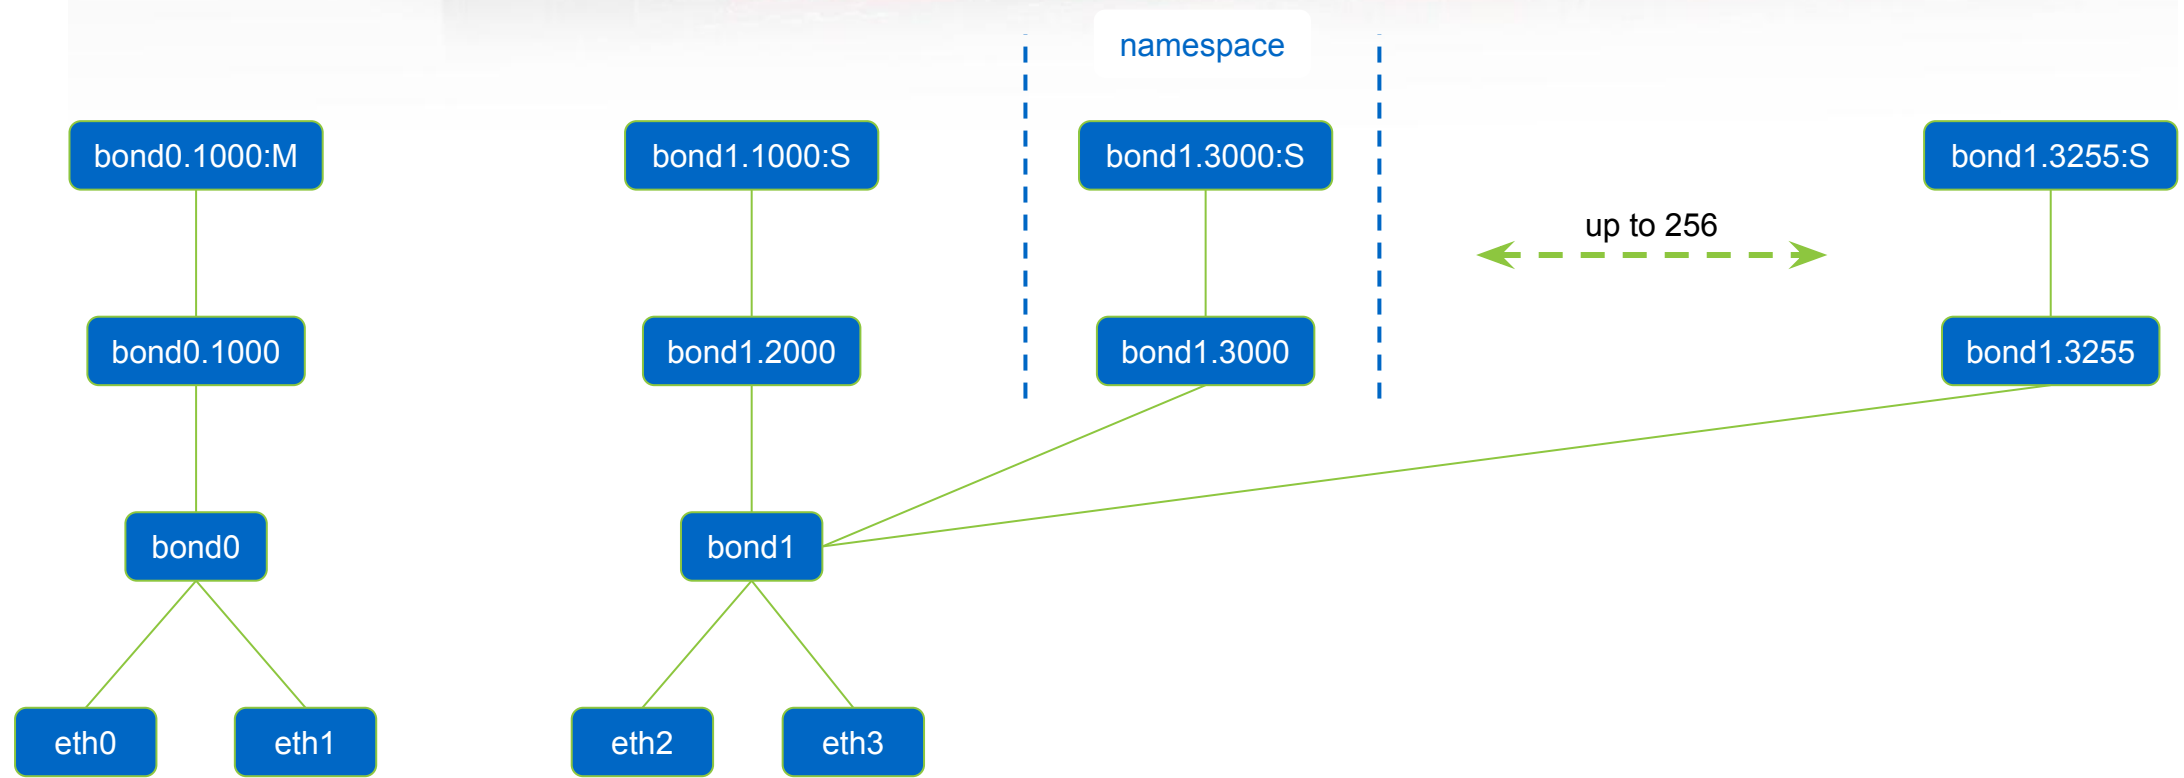 namespace
bond0.1000:M
bond1.1000:S
bond1.3000:S
bond1.3255:S
up to 256
bond0.1000
bond1.2000
bond1.3000
bond1.3255
bond0
bond1
eth0
eth1
eth2
eth3